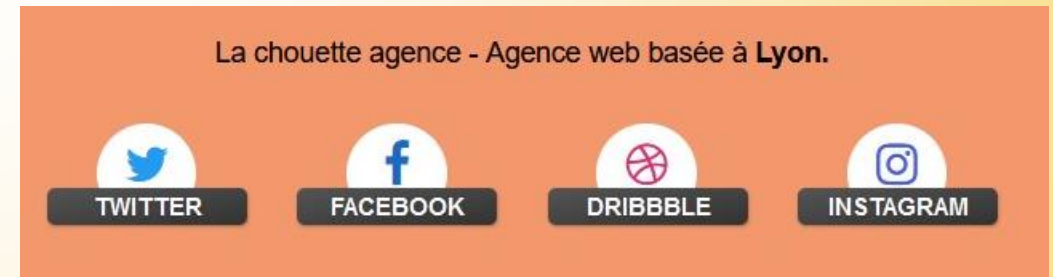 La chouette agence - Agence web basée à Lyon.
TWITTER FACEBOOK DRIBBBLE INSTAGRAM